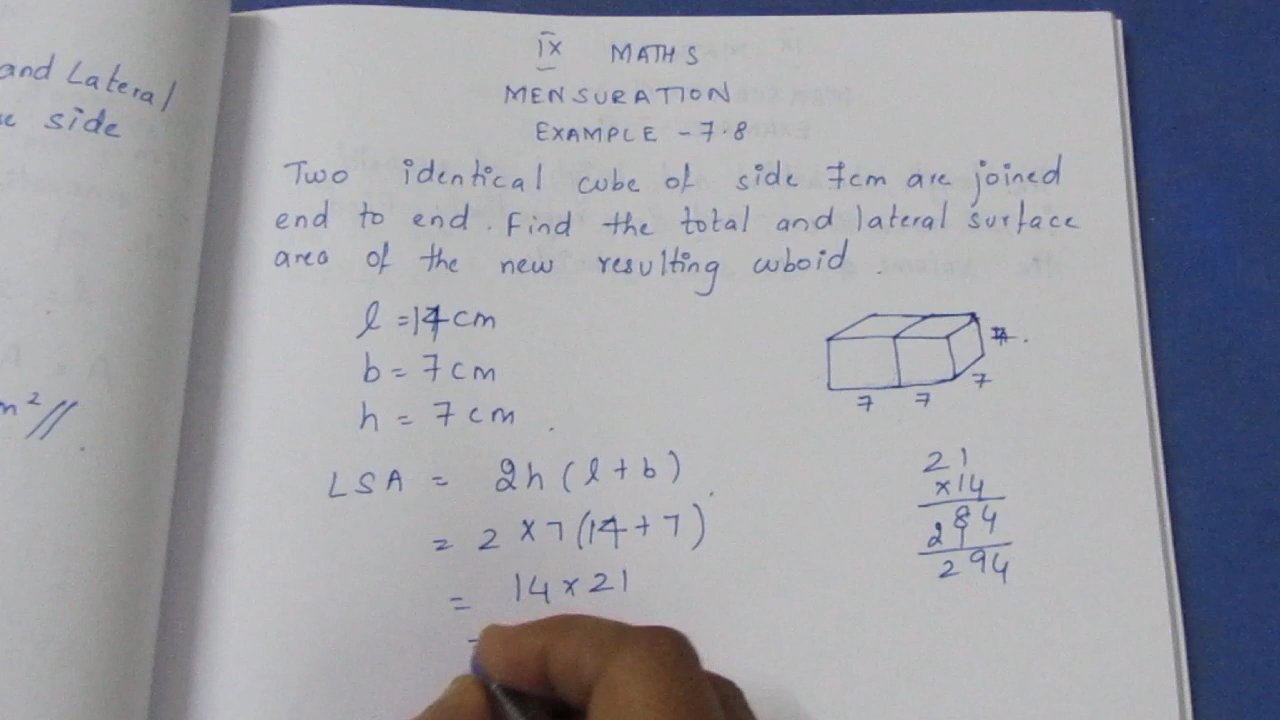 and Lateral
side
m²//.
IX MATHS
MENSURATION
EXAMPLE - 7.8
Two identical cube of side 7cm are joined
end to end. Find the total and lateral surface
area of the new resulting cuboid.
l = 14 cm
b = 7 cm
h = 7 cm.
7
7
7
LSA = 2h (l + b)
= 2 × 7 (14 + 7)
= 14 × 21
=
21
×14
84
21
294